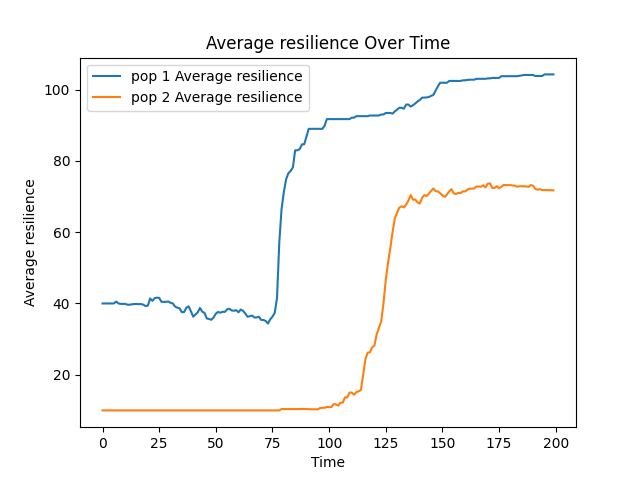 Average resilience Over Time
pop 1 Average resilience
pop 2 Average resilience
Average resilience
100
80
60
40
20
0 25 50 75 100 125 150 175 200
Time